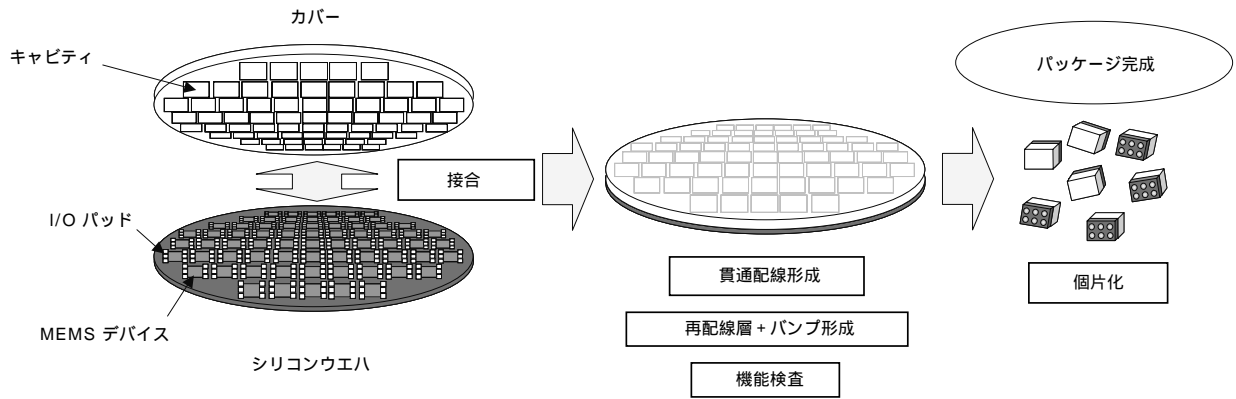 カバー
キャビティ
接合
I/O パッド
MEMS デバイス
シリコンウエハ
貫通配線形成
再配線層 + バンプ形成
機能検査
パッケージ完成
個片化